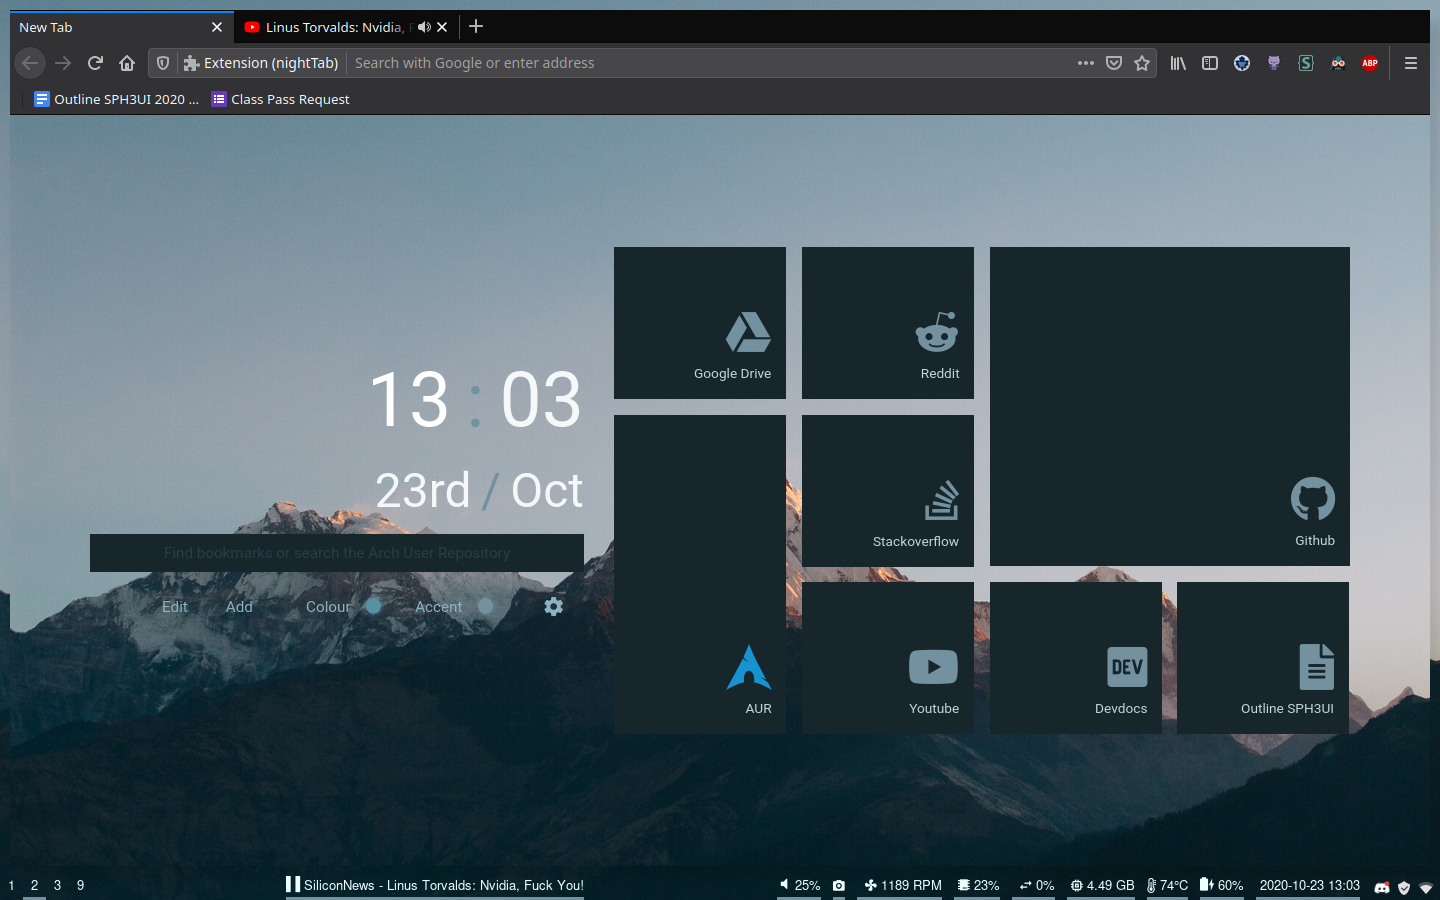 New Tab
Linus Torvalds: Nvidia,
Extension (nightTab)
Search with Google or enter address
ABP
Outline SPH3UI 2020 ...
Class Pass Request
13 : 03
23rd / Oct
Find bookmarks or search the Arch User Repository
Edit
Add
Colour
Accent
Google Drive
Reddit
Github
Stackoverflow
AUR
Youtube
DEV
Devdocs
Outline SPH3UI
1 2 3 9
SiliconNews - Linus Torvalds: Nvidia, Fuck You!
25%
1189 RPM
23%
0%
4.49 GB
74°C
60%
2020-10-23 13:03